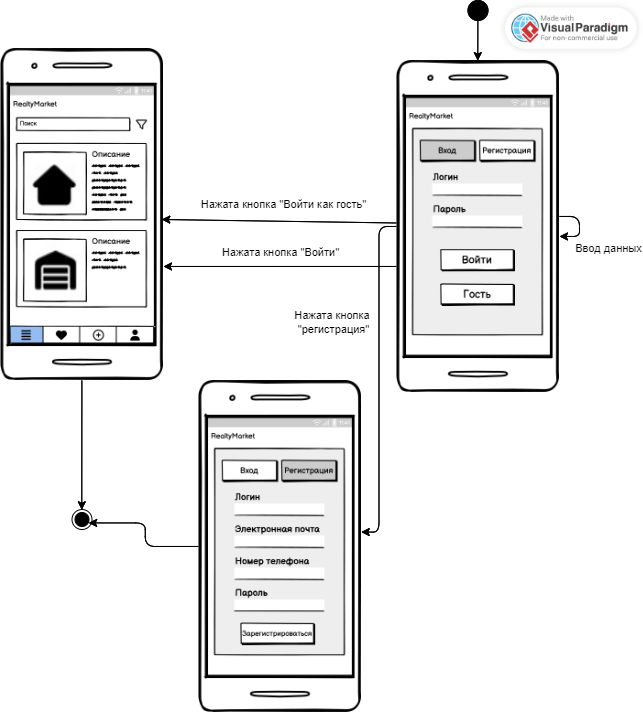 Made with
Visual Paradigm
For non-commercial use
RealtyMarket
Поиск
Описание
Описание
Нажата кнопка "Войти как гость"
Нажата кнопка "Войти"
RealtyMarket
Вход
Регистрация
Логин
Пароль
Войти
Гость
Ввод данных
Нажата кнопка
"регистрация"
RealtyMarket
Вход
Регистрация
Логин
Электронная почта
Номер телефона
Пароль
Зарегистрироваться